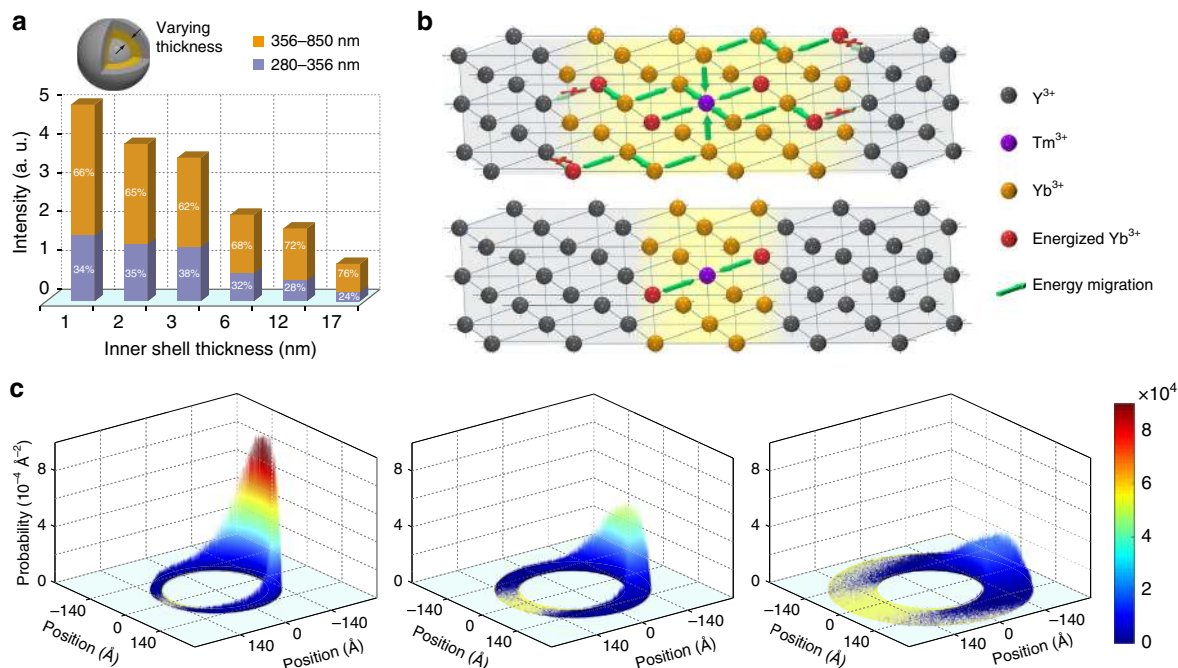 a
Varying
thickness
356–850 nm
280–356 nm
Intensity (a. u.)
5
4
3
2
1
0
66%
34%
65%
35%
62%
38%
68%
32%
72%
28%
76%
24%
1 2 3 6 12 17
Inner shell thickness (nm)
b
Y3+
Tm3+
Yb3+
Energized Yb3+
Energy migration
c
Probability (10−4 Å−2)
8
4
0
−140
0
140
Position (Å)
140
0
−140
Position (Å)
8
4
0
−140
0
140
Position (Å)
140
0
−140
Position (Å)
8
4
0
−140
0
140
Position (Å)
140
0
−140
Position (Å)
×104
8
6
4
2
0